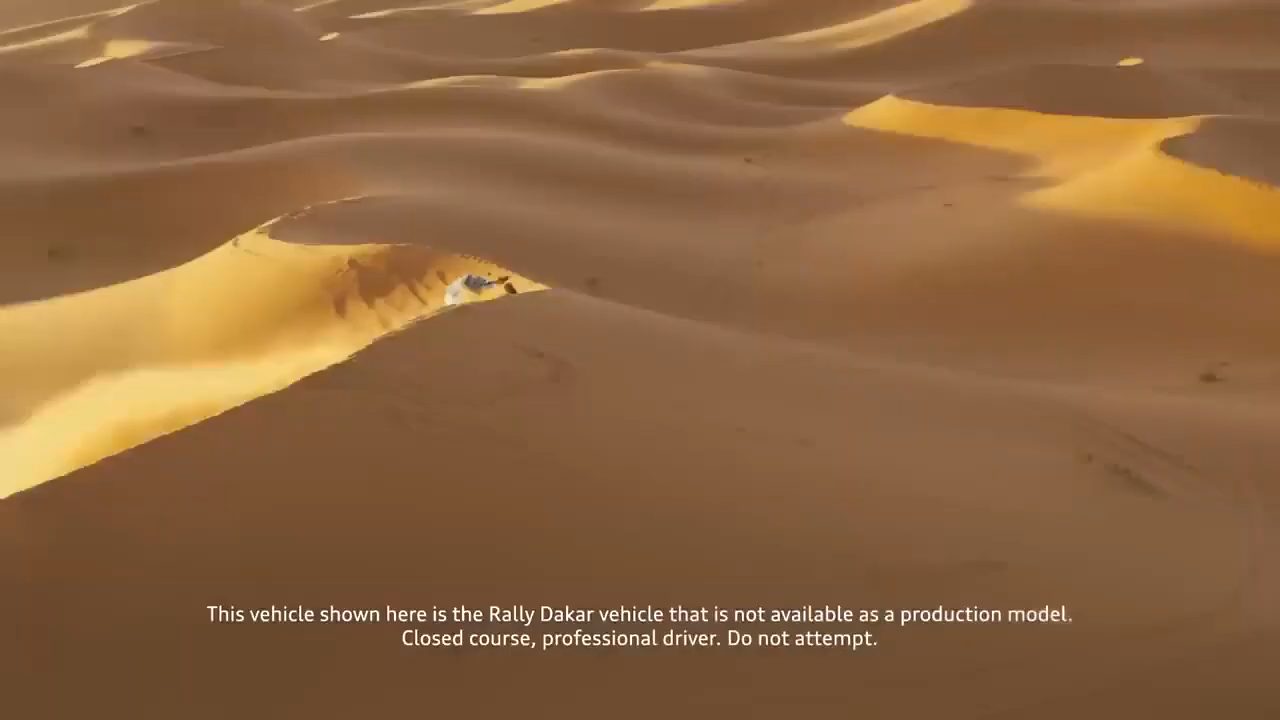 This vehicle shown here is the Rally Dakar vehicle that is not available as a production model.
Closed course, professional driver. Do not attempt.